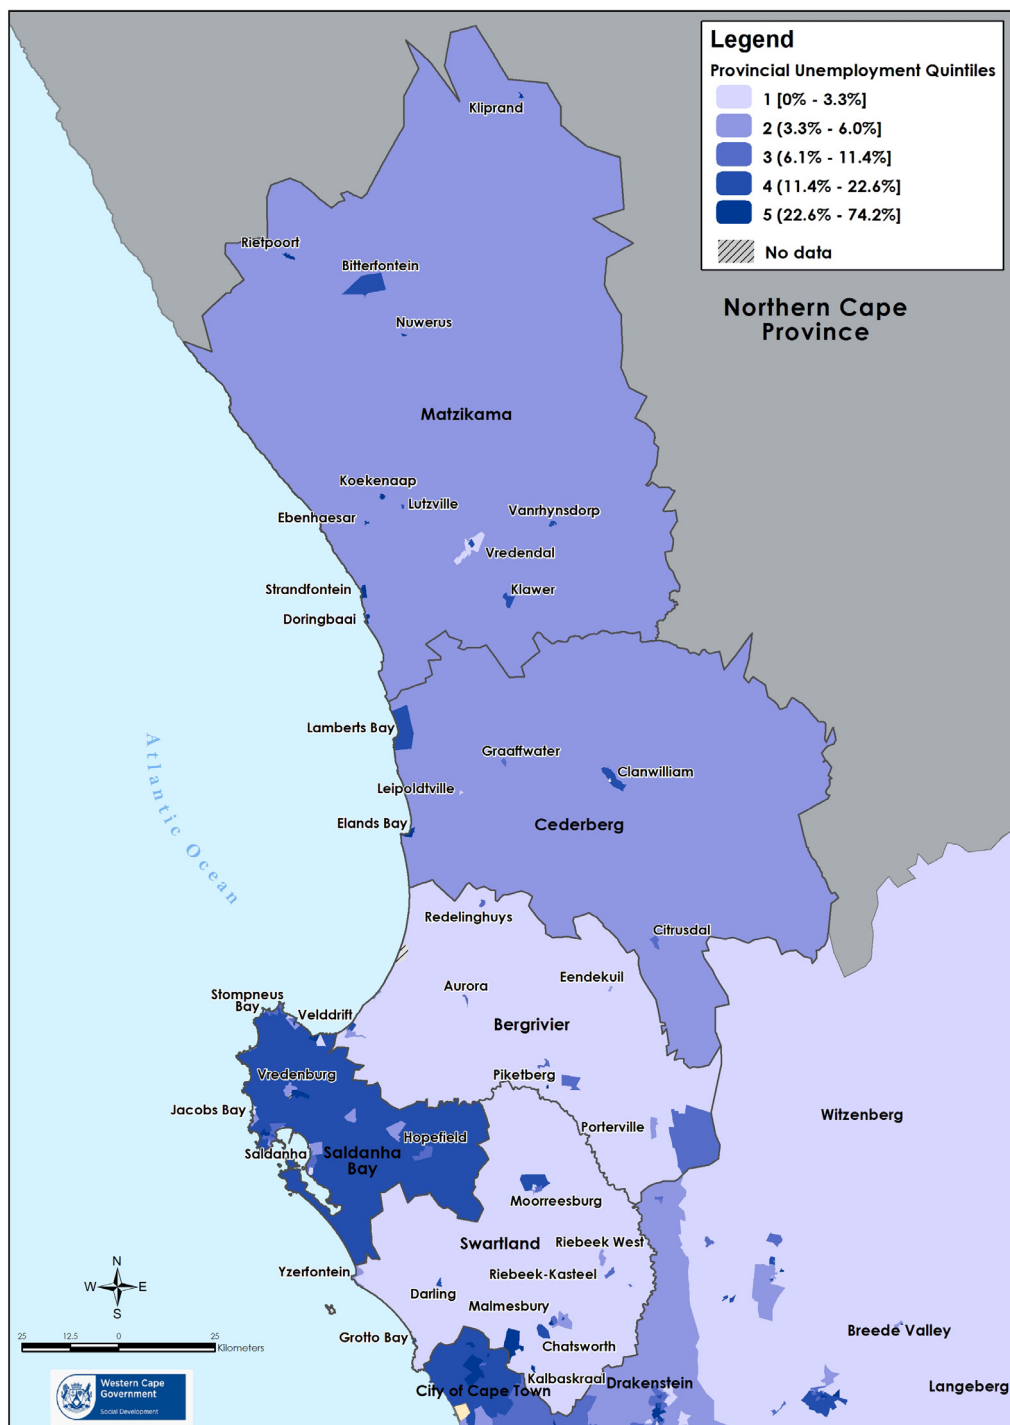 Legend
Provincial Unemployment Quintiles
1 [0% - 3.3%]
2 (3.3% - 6.0%]
3 (6.1% - 11.4%]
4 (11.4% - 22.6%]
5 (22.6% - 74.2%]
No data
Kliprand
Rietpoort
Bitterfontein
Northern Cape
Province
Nuwerus
Matzikama
Koekenaap
Lutzville
Vanrhynsdorp
Ebenhaesar
Vredendal
Strandfontein
Klawer
Doringbaai
Lamberts Bay
Graaffwater
Clanwilliam
Leipoldtville
Elands Bay
Cederberg
Atlantic Ocean
Redelinghuys
Citrusdal
Eendekuil
Aurora
Stompneus
Bay
Velddrift
Bergrivier
Vredenburg
Piketberg
Jacobs Bay
Witzenberg
Porterville
Hopefield
Saldanha
Saldanha
Bay
Moorreesburg
Swartland
Riebeek West
Yzerfontein
Riebeek-Kasteel
Darling
Malmesbury
Grotto Bay
Chatsworth
Breede Valley
Kalbaskraal
City of Cape Town
Drakenstein
Langeberg
N
W
E
S
25
12.5
0
25
Kilometers
Western Cape
Government
Social Development